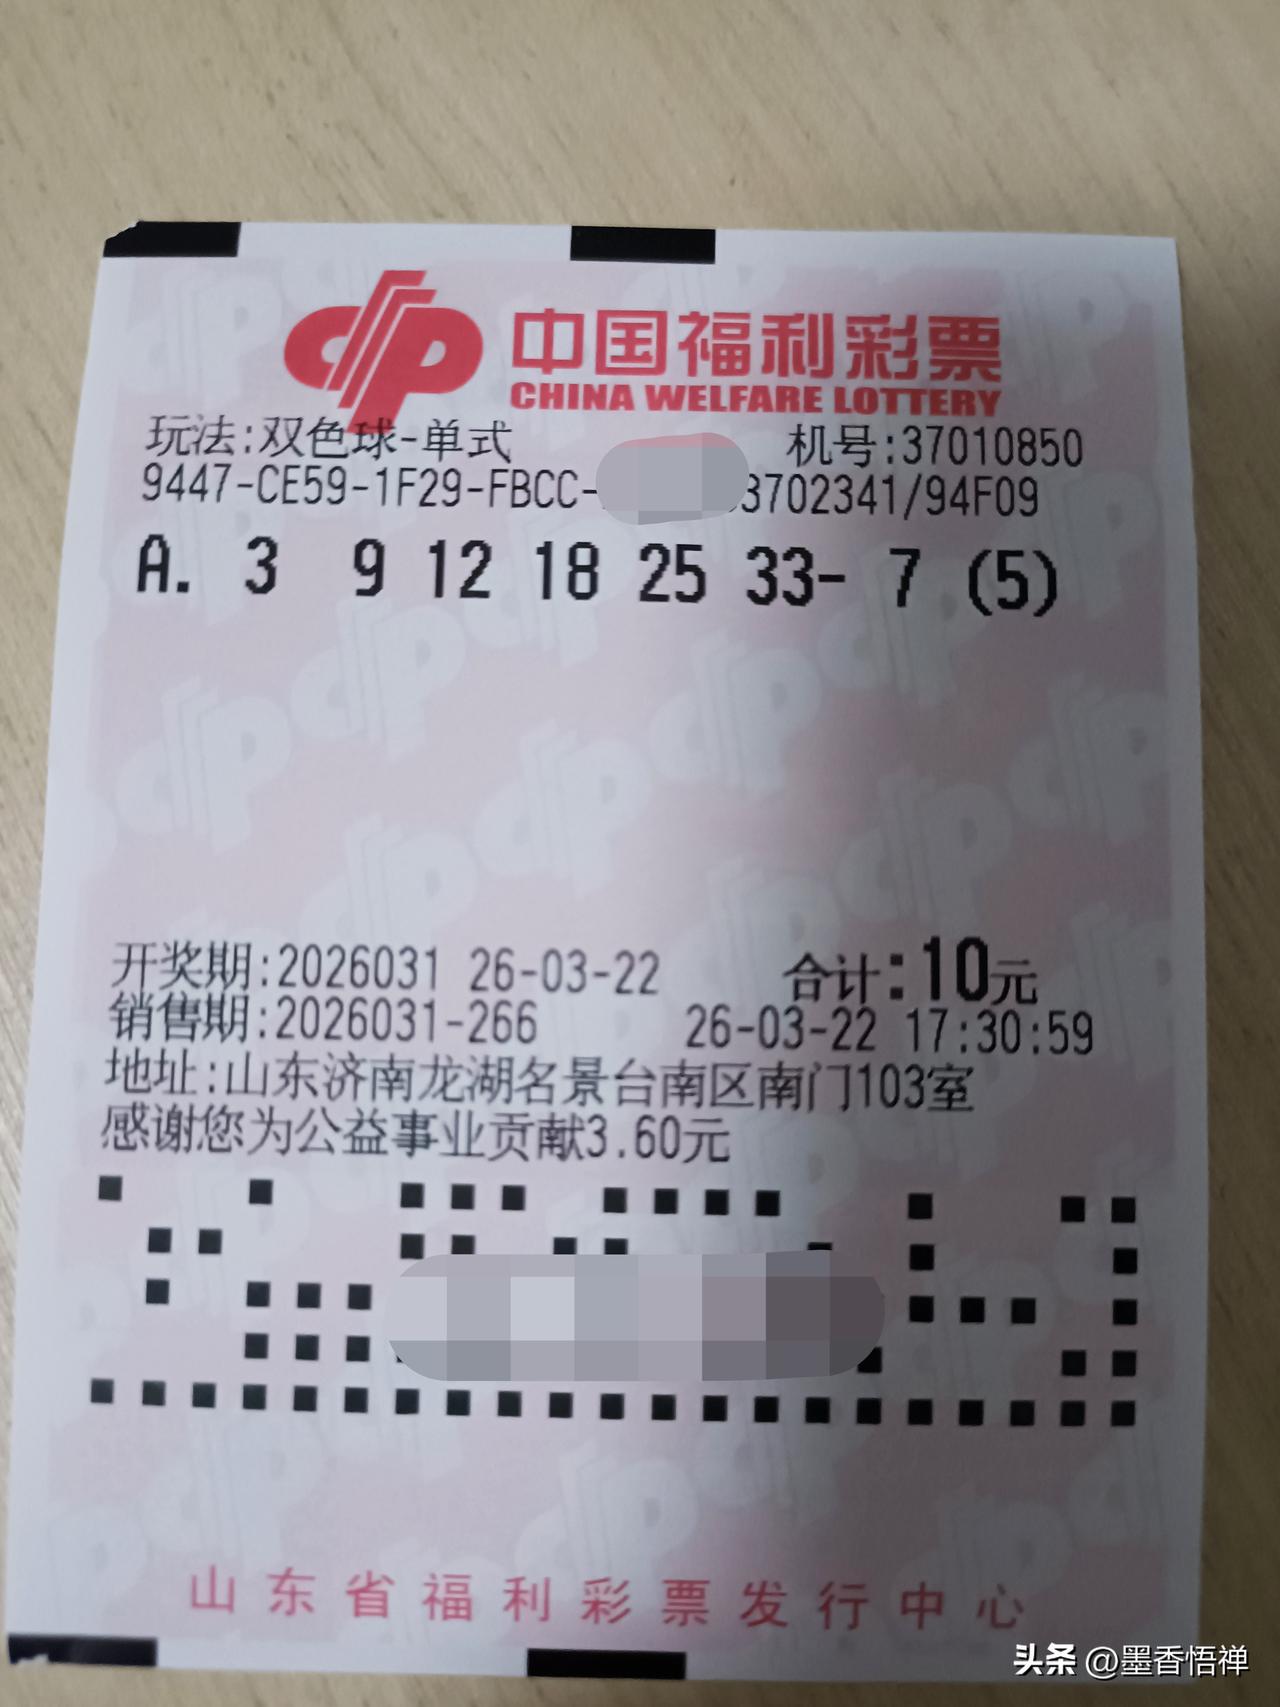 中国福利彩票
CHINA WELFARE LOTTERY
玩法:双色球-单式 机号:37010850
9447-CE59-1F29-FBCC- 3702341/94F09
A. 3 9 12 18 25 33- 7 (5)
开奖期:2026031 26-03-22 合计:10元
销售期:2026031-266 26-03-22 17:30:59
地址:山东济南龙湖名景台南区南门103室
感谢您为公益事业贡献3.60元
山东省福利彩票发行中心
头条 @墨香悟禅